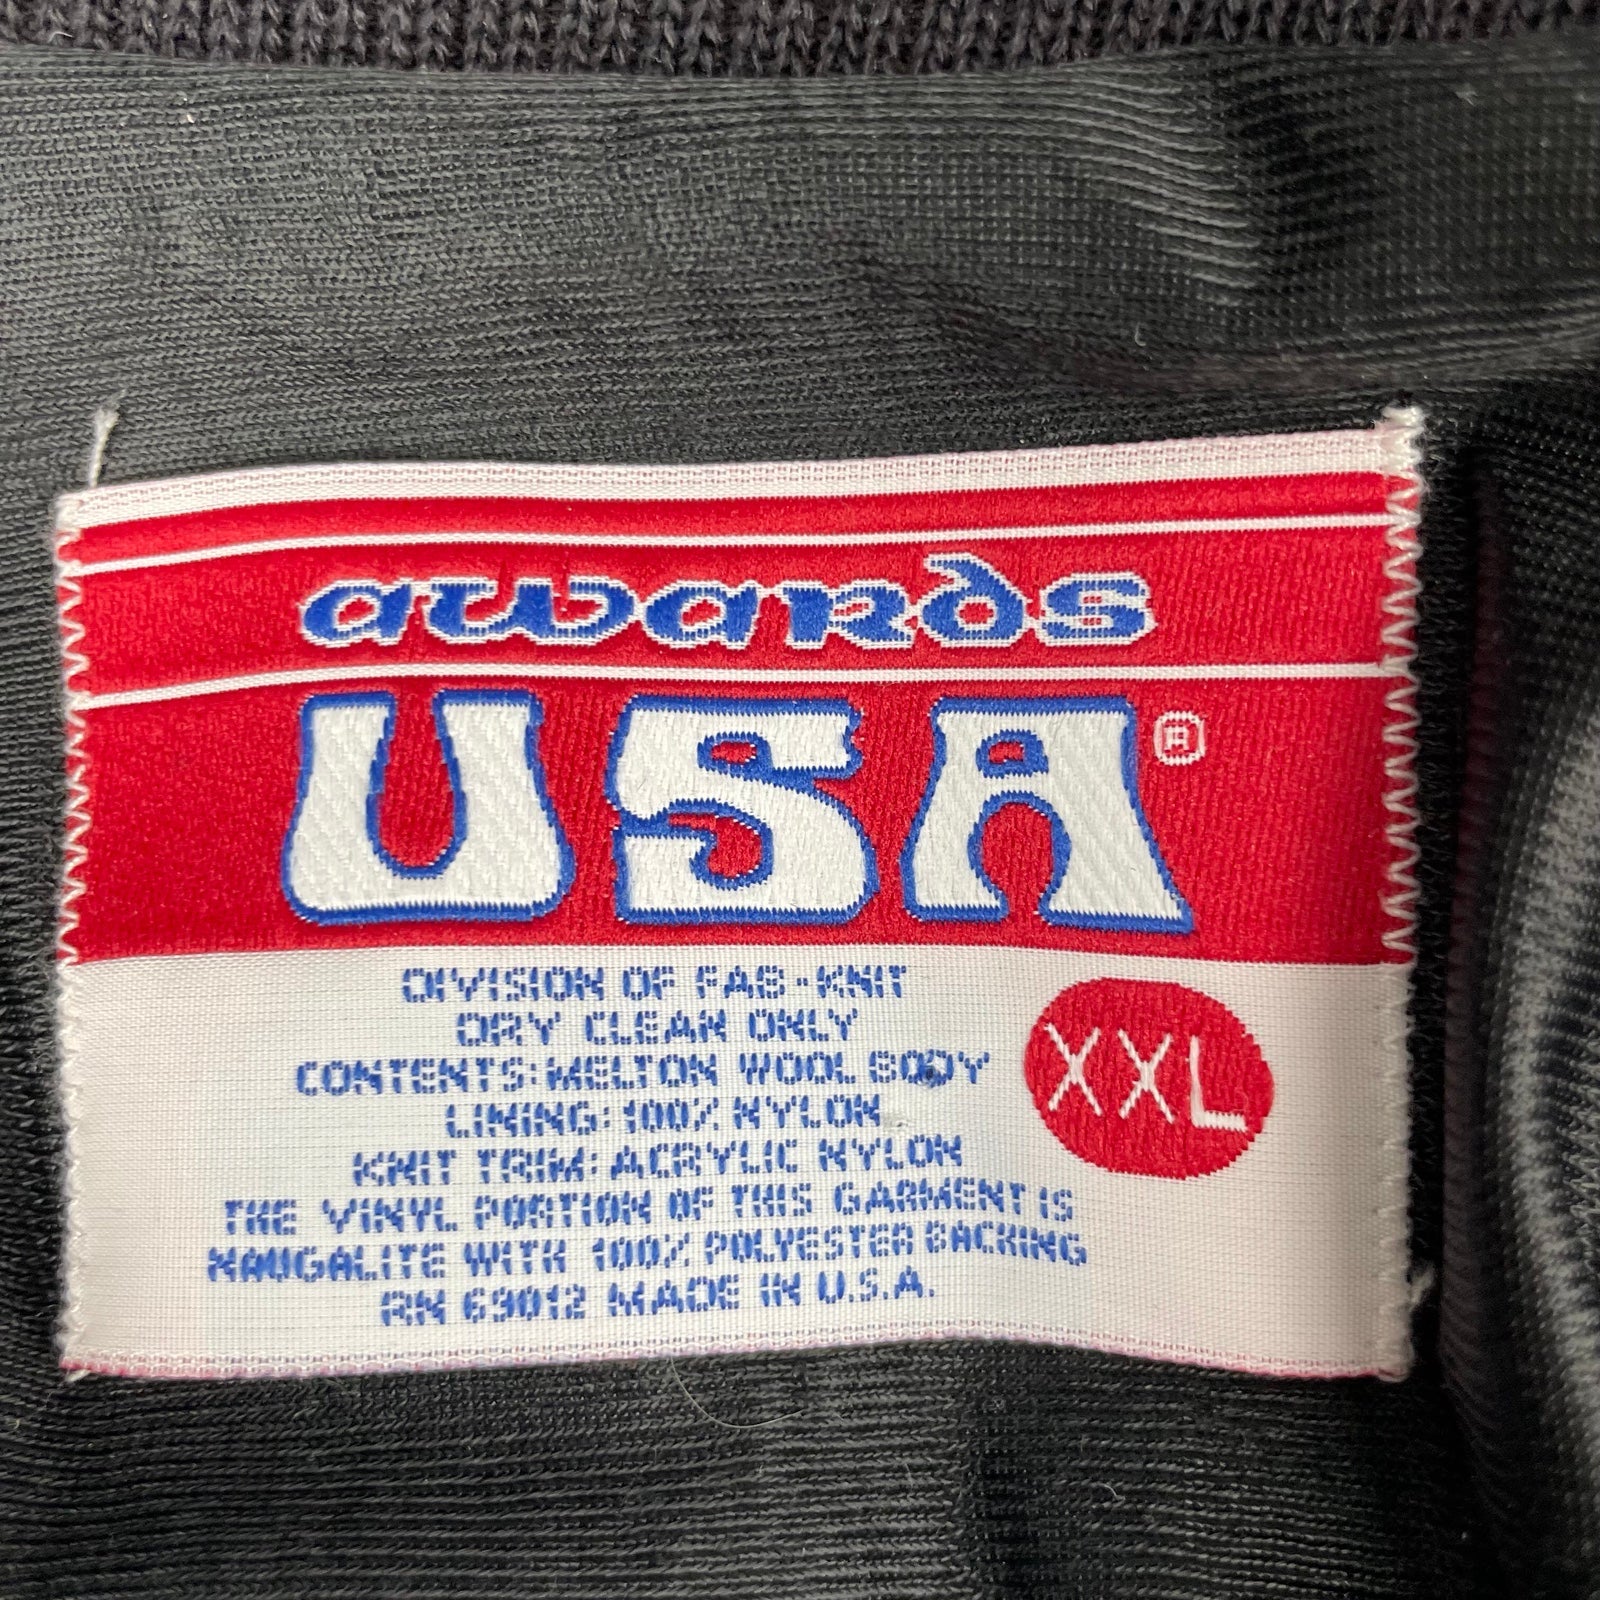 awards
USA®
DIVISION OF FAB-KNIT
DRY CLEAN ONLY
CONTENTS: MELTON WOOL BODY
LINING: 100% NYLON
KNIT TRIM: ACRYLIC NYLON
THE VINYL PORTION OF THIS GARMENT IS
NAUGALITE WITH 100% POLYESTER BACKING
RN 69012 MADE IN U.S.A.
XXL